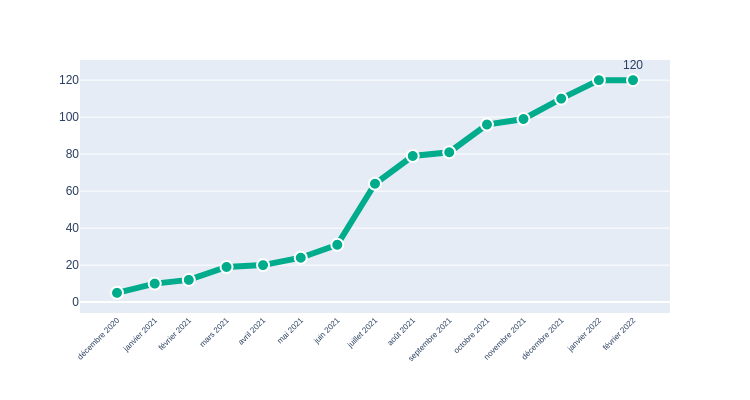 120
120
100
80
60
40
20
0
décembre 2020
janvier 2021
février 2021
mars 2021
avril 2021
mai 2021
juin 2021
juillet 2021
août 2021
septembre 2021
octobre 2021
novembre 2021
décembre 2021
janvier 2022
février 2022